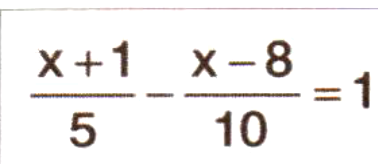 x+1/5 − x−8/10 = 1